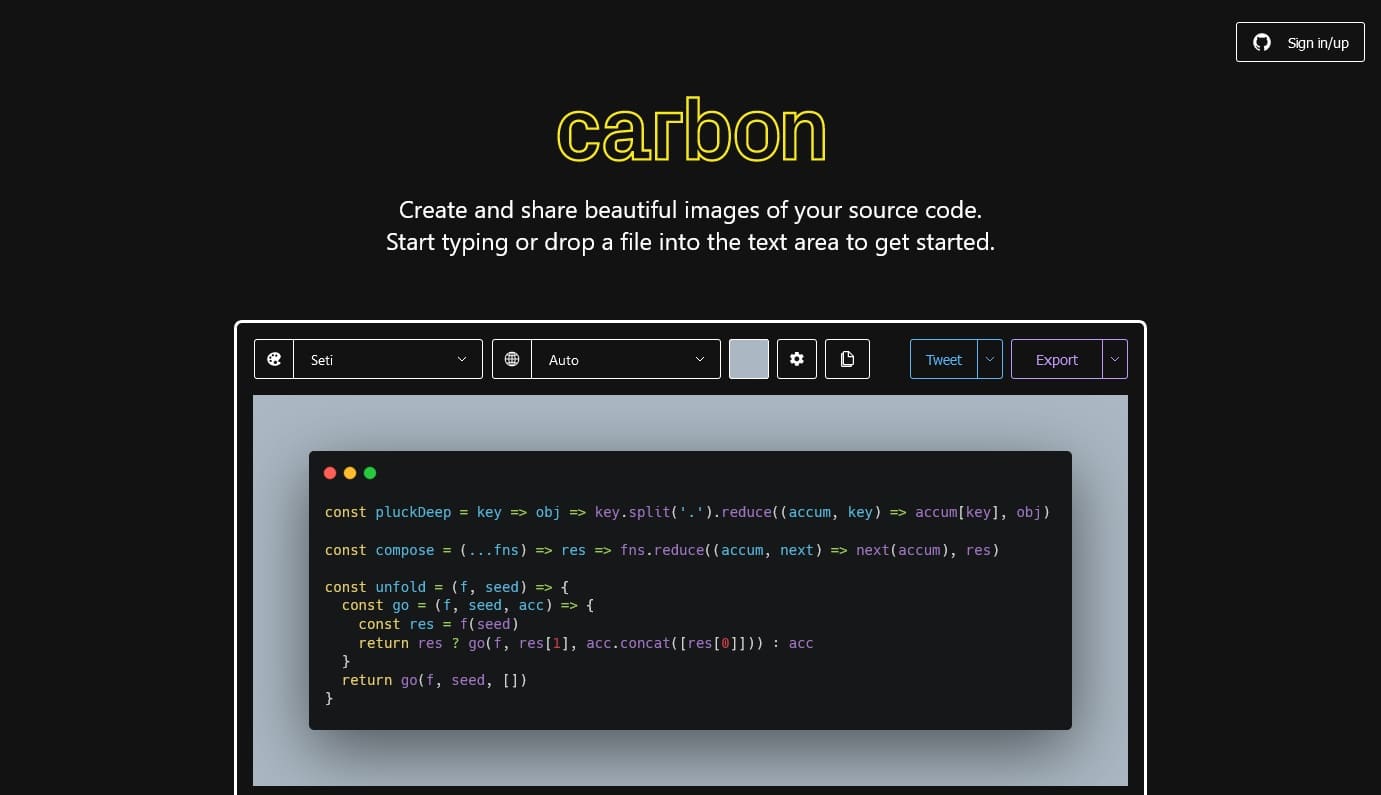 Sign in/up
carbon
Create and share beautiful images of your source code.
Start typing or drop a file into the text area to get started.
Seti
Auto
Tweet
Export
const pluckDeep = key => obj => key.split('.').reduce((accum, key) => accum[key], obj)
const compose = (...fns) => res => fns.reduce((accum, next) => next(accum), res)
const unfold = (f, seed) => {
  const go = (f, seed, acc) => {
    const res = f(seed)
    return res ? go(f, res[1], acc.concat([res[0]])) : acc
  }
  return go(f, seed, [])
}